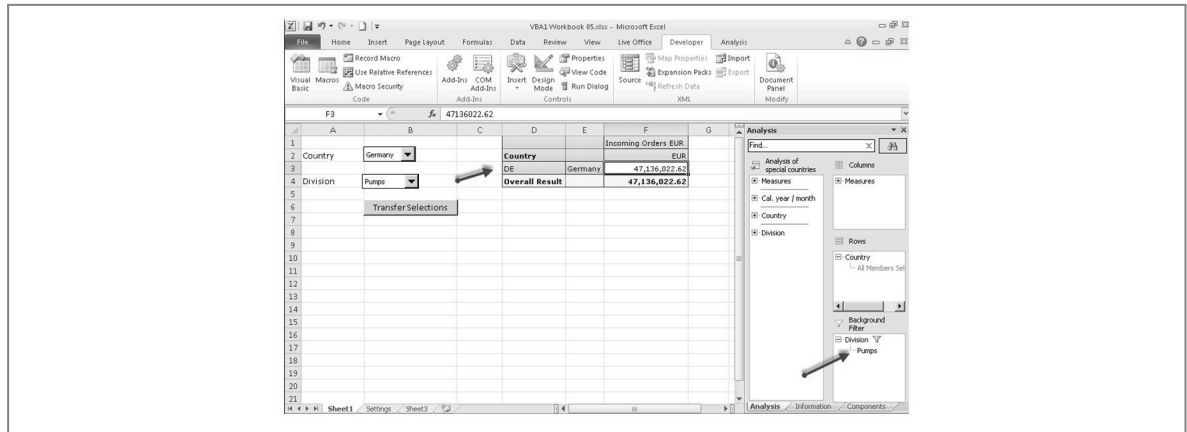 VBA1 Workbook 05.xlsx - Microsoft Excel
File Home Insert Page Layout Formulas Data Review View Live Office Developer Analysis
Visual Basic
Macros
Record Macro
Use Relative References
Macro Security
Code
Add-Ins
COM Add-Ins
Add-Ins
Insert
Design Mode
Properties
View Code
Run Dialog
Controls
Source
Map Properties
Expansion Packs
Refresh Data
Import
Export
XML
Document Panel
Modify
F3 fx 47136022.62
A B C D E F G
1 Incoming Orders EUR
2 Country Germany Country EUR
3 DE Germany 47,136,022.62
4 Division Pumps Overall Result 47,136,022.62
5
6 Transfer Selections
7
8
9
10
11
12
13
14
15
16
17
18
19
20
21
Sheet1 Settings Sheet3
Analysis
Find...
Analysis of special countries
Measures
Cal. year / month
Country
Division
Columns
Measures
Rows
Country
All Members Sel
Background Filter
Division
Pumps
Analysis Information Components